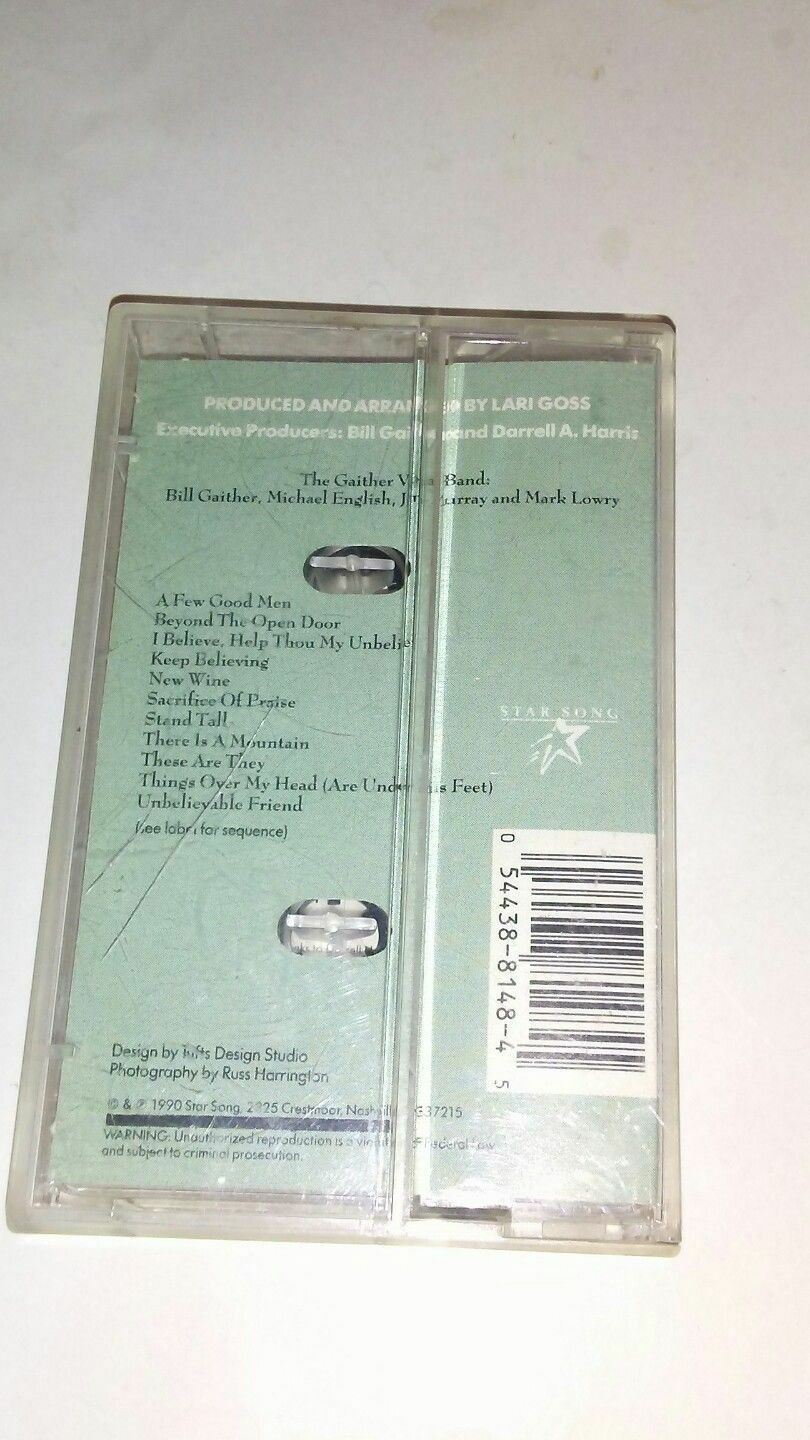 PRODUCED AND ARRANGED BY LARI GOSS
Executive Producers: Bill Gaither and Darrell A. Harris
The Gaither Vocal Band:
Bill Gaither, Michael English, Jim Murray and Mark Lowry
A Few Good Men
Beyond The Open Door
I Believe, Help Thou My Unbelie
Keep Believing
New Wine
Sacrifice Of Praise
Stand Tall
There Is A Mountain
These Are They
Things Over My Head (Are Under His Feet)
Unbelievable Friend
(See label for sequence)
STAR SONG
0 54438-8148-4 5
Design by Tufts Design Studio
Photography by Russ Harrington
© & ℗ 1990 Star Song, 2325 Crestmoor, Nashville, 37215
WARNING: Unauthorized reproduction is a violation of Federal Law
and subject to criminal prosecution.